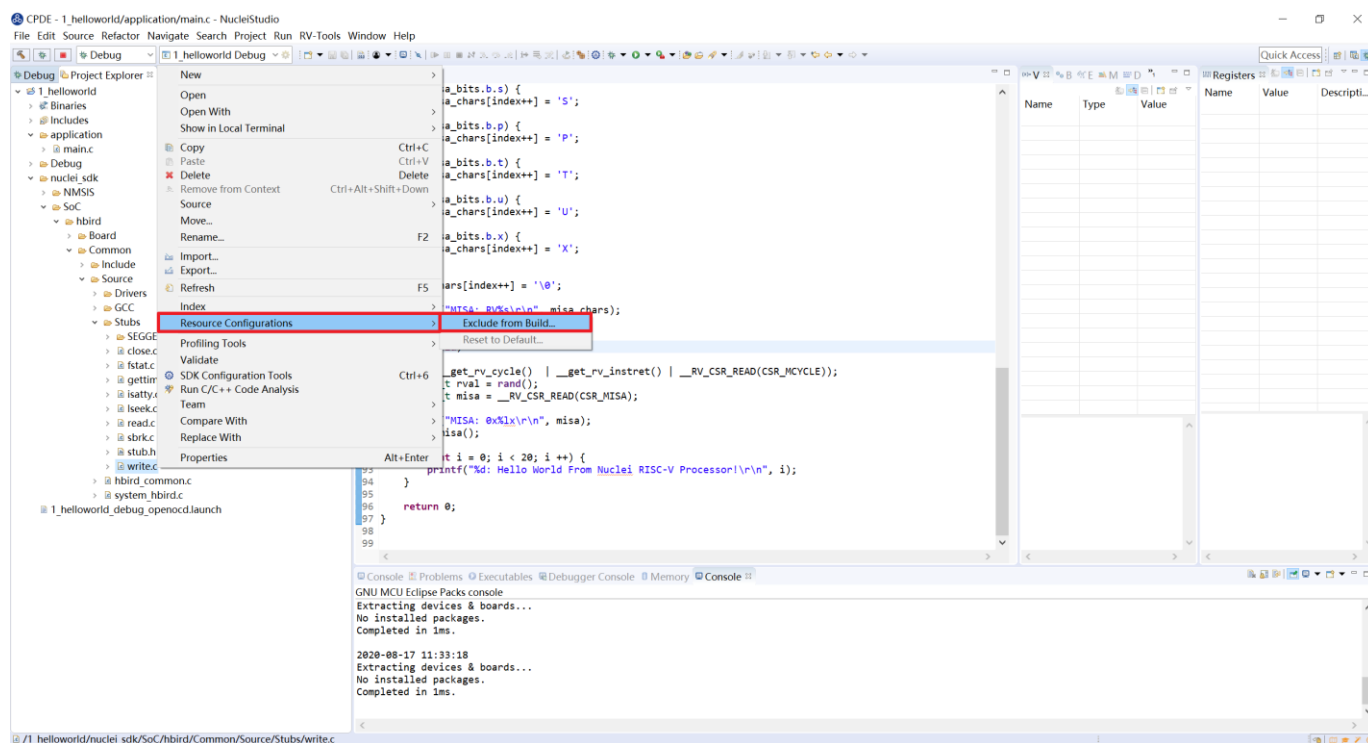 CPDE - 1_helloworld/application/main.c - NucleiStudio
File Edit Source Refactor Navigate Search Project Run RV-Tools Window Help
Debug
1_helloworld Debug
Quick Access
Debug Project Explorer
1_helloworld
Binaries
Includes
application
main.c
Debug
nuclei_sdk
NMSIS
SoC
hbird
Board
Common
Include
Source
Drivers
GCC
Stubs
SEGGE
close.c
fstat.c
gettim
isatty.
lseek.c
read.c
sbrk.c
stub.h
write.c
hbird_common.c
system_hbird.c
1_helloworld_debug_openocd.launch
New
Open
Open With
Show in Local Terminal
Copy Ctrl+C
Paste Ctrl+V
Delete Delete
Remove from Context Ctrl+Alt+Shift+Down
Source
Move...
Rename... F2
Import...
Export...
Refresh F5
Index
Resource Configurations
Profiling Tools
Validate
SDK Configuration Tools Ctrl+6
Run C/C++ Code Analysis
Team
Compare With
Replace With
Properties Alt+Enter
Exclude from Build...
Reset to Default...
a_bits.b.s) {
a_chars[index++] = 'S';
a_bits.b.p) {
a_chars[index++] = 'P';
a_bits.b.t) {
a_chars[index++] = 'T';
a_bits.b.u) {
a_chars[index++] = 'U';
a_bits.b.x) {
a_chars[index++] = 'X';
ars[index++] = '\0';
"MISA: RV%s\r\n", misa_chars);
_get_rv_cycle() | __get_rv_instret() | __RV_CSR_READ(CSR_MCYCLE));
t rval = rand();
t misa = __RV_CSR_READ(CSR_MISA);
"MISA: 0x%lx\r\n", misa);
isa();
t i = 0; i < 20; i ++) {
93 printf("%d: Hello World From Nuclei RISC-V Processor!\r\n", i);
94 }
95
96 return 0;
97 }
98
99
V B E M D
Name Type Value
Registers
Name Value Descripti...
Console Problems Executables Debugger Console Memory Console
GNU MCU Eclipse Packs console
Extracting devices & boards...
No installed packages.
Completed in 1ms.
2020-08-17 11:33:18
Extracting devices & boards...
No installed packages.
Completed in 1ms.
/1_helloworld/nuclei_sdk/SoC/hbird/Common/Source/Stubs/write.c